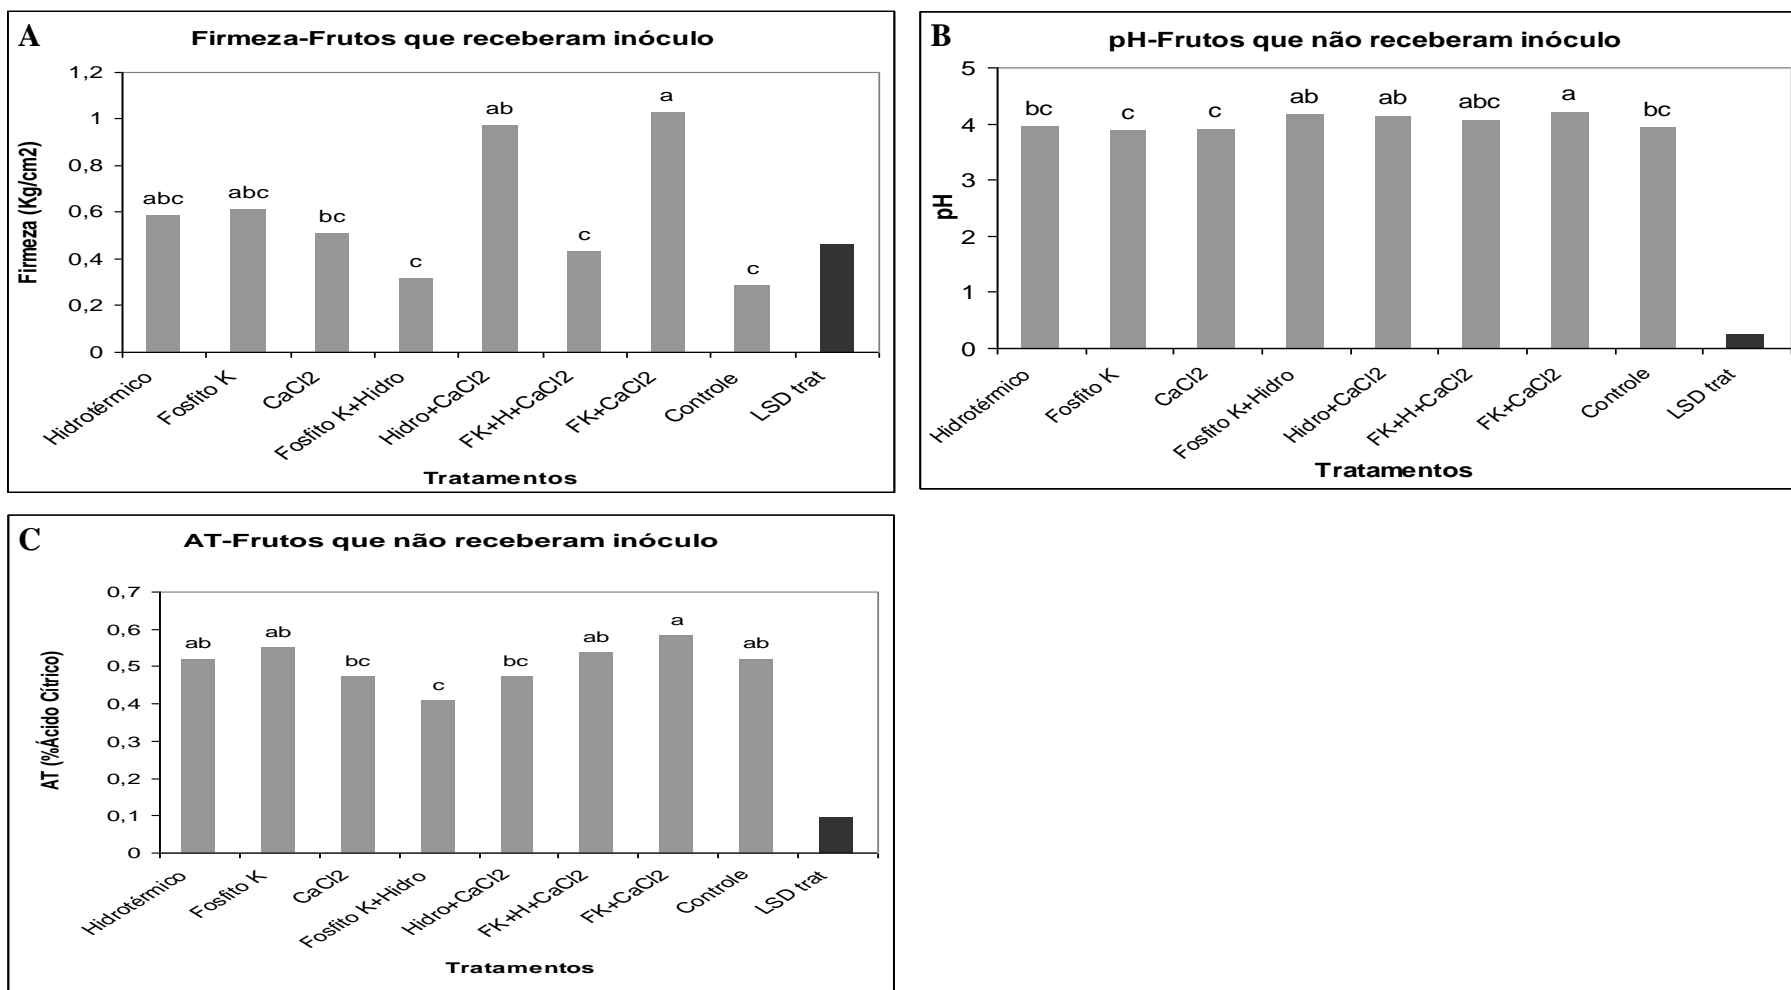 A
Firmeza-Frutos que receberam inóculo
1,2
1
0,8
0,6
0,4
0,2
0
Firmeza (Kg/cm2)
abc
abc
bc
c
ab
c
a
c
Hidrotérmico
Fosfito K
CaCl2
Fosfito K+Hidro
Hidro+CaCl2
FK+H+CaCl2
FK+CaCl2
Controle
LSD trat
Tratamentos
B
pH-Frutos que não receberam inóculo
5
4
3
2
1
0
pH
bc
c
c
ab
ab
abc
a
bc
Hidrotérmico
Fosfito K
CaCl2
Fosfito K+Hidro
Hidro+CaCl2
FK+H+CaCl2
FK+CaCl2
Controle
LSD trat
Tratamentos
C
AT-Frutos que não receberam inóculo
0,7
0,6
0,5
0,4
0,3
0,2
0,1
0
AT (%Ácido Cítrico)
ab
ab
bc
c
bc
ab
a
ab
Hidrotérmico
Fosfito K
CaCl2
Fosfito K+Hidro
Hidro+CaCl2
FK+H+CaCl2
FK+CaCl2
Controle
LSD trat
Tratamentos